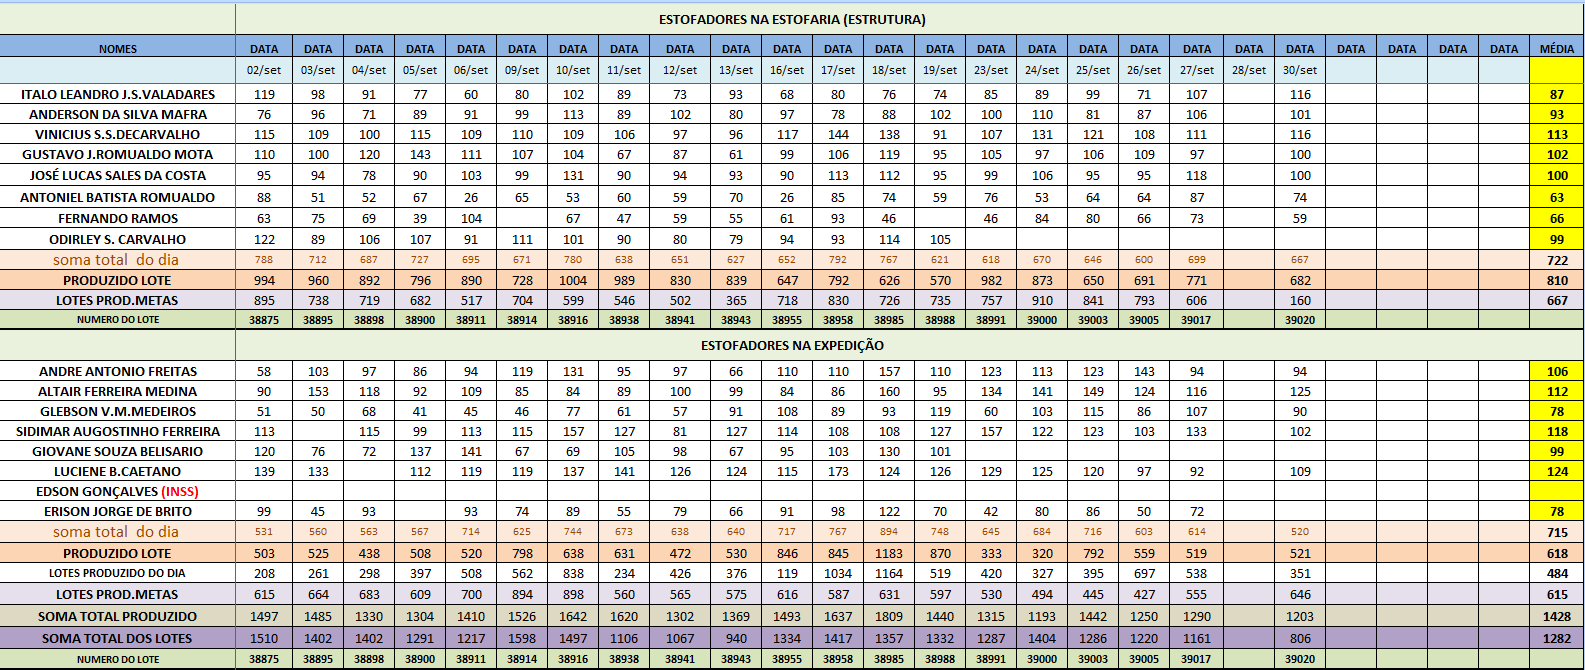 ESTOFADORES NA ESTOFARIA (ESTRUTURA)
NOMES DATA DATA DATA DATA DATA DATA DATA DATA DATA DATA DATA DATA DATA DATA DATA DATA DATA DATA DATA DATA DATA DATA DATA DATA DATA MÉDIA
02/set 03/set 04/set 05/set 06/set 09/set 10/set 11/set 12/set 13/set 16/set 17/set 18/set 19/set 23/set 24/set 25/set 26/set 27/set 28/set 30/set
ITALO LEANDRO J.S.VALADARES 119 98 91 77 60 80 102 89 73 93 68 80 76 74 85 89 99 71 107 116 87
ANDERSON DA SILVA MAFRA 76 96 71 89 91 99 113 89 102 80 97 78 88 102 100 110 81 87 106 101 93
VINICIUS S.S.DECARVALHO 115 109 100 115 109 110 109 106 97 96 117 144 138 91 107 131 121 108 111 116 113
GUSTAVO J.ROMUALDO MOTA 110 100 120 143 111 107 104 67 87 61 99 106 119 95 105 97 106 109 97 100 102
JOSÉ LUCAS SALES DA COSTA 95 94 78 90 103 99 131 90 94 93 90 113 112 95 99 106 95 95 118 100 100
ANTONIEL BATISTA ROMUALDO 88 51 52 67 26 65 53 60 59 70 26 85 74 59 76 53 64 64 87 74 63
FERNANDO RAMOS 63 75 69 39 104 67 47 59 55 61 93 46 46 84 80 66 73 59 66
ODIRLEY S. CARVALHO 122 89 106 107 91 111 101 90 80 79 94 93 114 105 99
soma total do dia 788 712 687 727 695 671 780 638 651 627 652 792 767 621 618 670 646 600 699 667 722
PRODUZIDO LOTE 994 960 892 796 890 728 1004 989 830 839 647 792 626 570 982 873 650 691 771 682 810
LOTES PROD.METAS 895 738 719 682 517 704 599 546 502 365 718 830 726 735 757 910 841 793 606 160 667
NUMERO DO LOTE 38875 38895 38898 38900 38911 38914 38916 38938 38941 38943 38955 38958 38985 38988 38991 39000 39003 39005 39017 39020
ESTOFADORES NA EXPEDIÇÃO
ANDRE ANTONIO FREITAS 58 103 97 86 94 119 131 95 97 66 110 110 157 110 123 113 123 143 94 94 106
ALTAIR FERREIRA MEDINA 90 153 118 92 109 85 84 89 100 99 84 86 160 95 134 141 149 124 116 125 112
GLEBSON V.M.MEDEIROS 51 50 68 41 45 46 77 61 57 91 108 89 93 119 60 103 115 86 107 90 78
SIDIMAR AUGOSTINHO FERREIRA 113 115 99 113 115 157 127 81 127 114 108 108 127 157 122 123 103 133 102 118
GIOVANE SOUZA BELISARIO 120 76 72 137 141 67 69 105 98 67 95 103 130 101 99
LUCIENE B.CAETANO 139 133 112 119 119 137 141 126 124 115 173 124 126 129 125 120 97 92 109 124
EDSON GONÇALVES (INSS)
ERISON JORGE DE BRITO 99 45 93 93 74 89 55 79 66 91 98 122 70 42 80 86 50 72 78
soma total do dia 531 560 563 567 714 625 744 673 638 640 717 767 894 748 645 684 716 603 614 520 715
PRODUZIDO LOTE 503 525 438 508 520 798 638 631 472 530 846 845 1183 870 333 320 792 559 519 521 618
LOTES PRODUZIDO DO DIA 208 261 298 397 508 562 838 234 426 376 119 1034 1164 519 420 327 395 697 538 351 484
LOTES PROD.METAS 615 664 683 609 700 894 898 560 565 575 616 587 631 597 530 494 445 427 555 646 615
SOMA TOTAL PRODUZIDO 1497 1485 1330 1304 1410 1526 1642 1620 1302 1369 1493 1637 1809 1440 1315 1193 1442 1250 1290 1203 1428
SOMA TOTAL DOS LOTES 1510 1402 1402 1291 1217 1598 1497 1106 1067 940 1334 1417 1357 1332 1287 1404 1286 1220 1161 806 1282
NUMERO DO LOTE 38875 38895 38898 38900 38911 38914 38916 38938 38941 38943 38955 38958 38985 38988 38991 39000 39003 39005 39017 39020